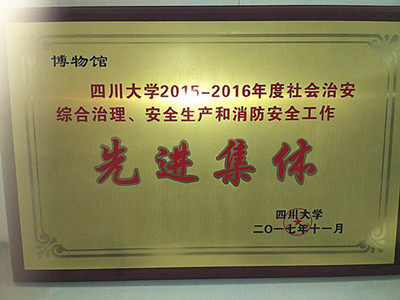 博物馆
四川大学2015-2016年度社会治安
综合治理、安全生产和消防安全工作
先进集体
四川大学
二〇一七年十一月